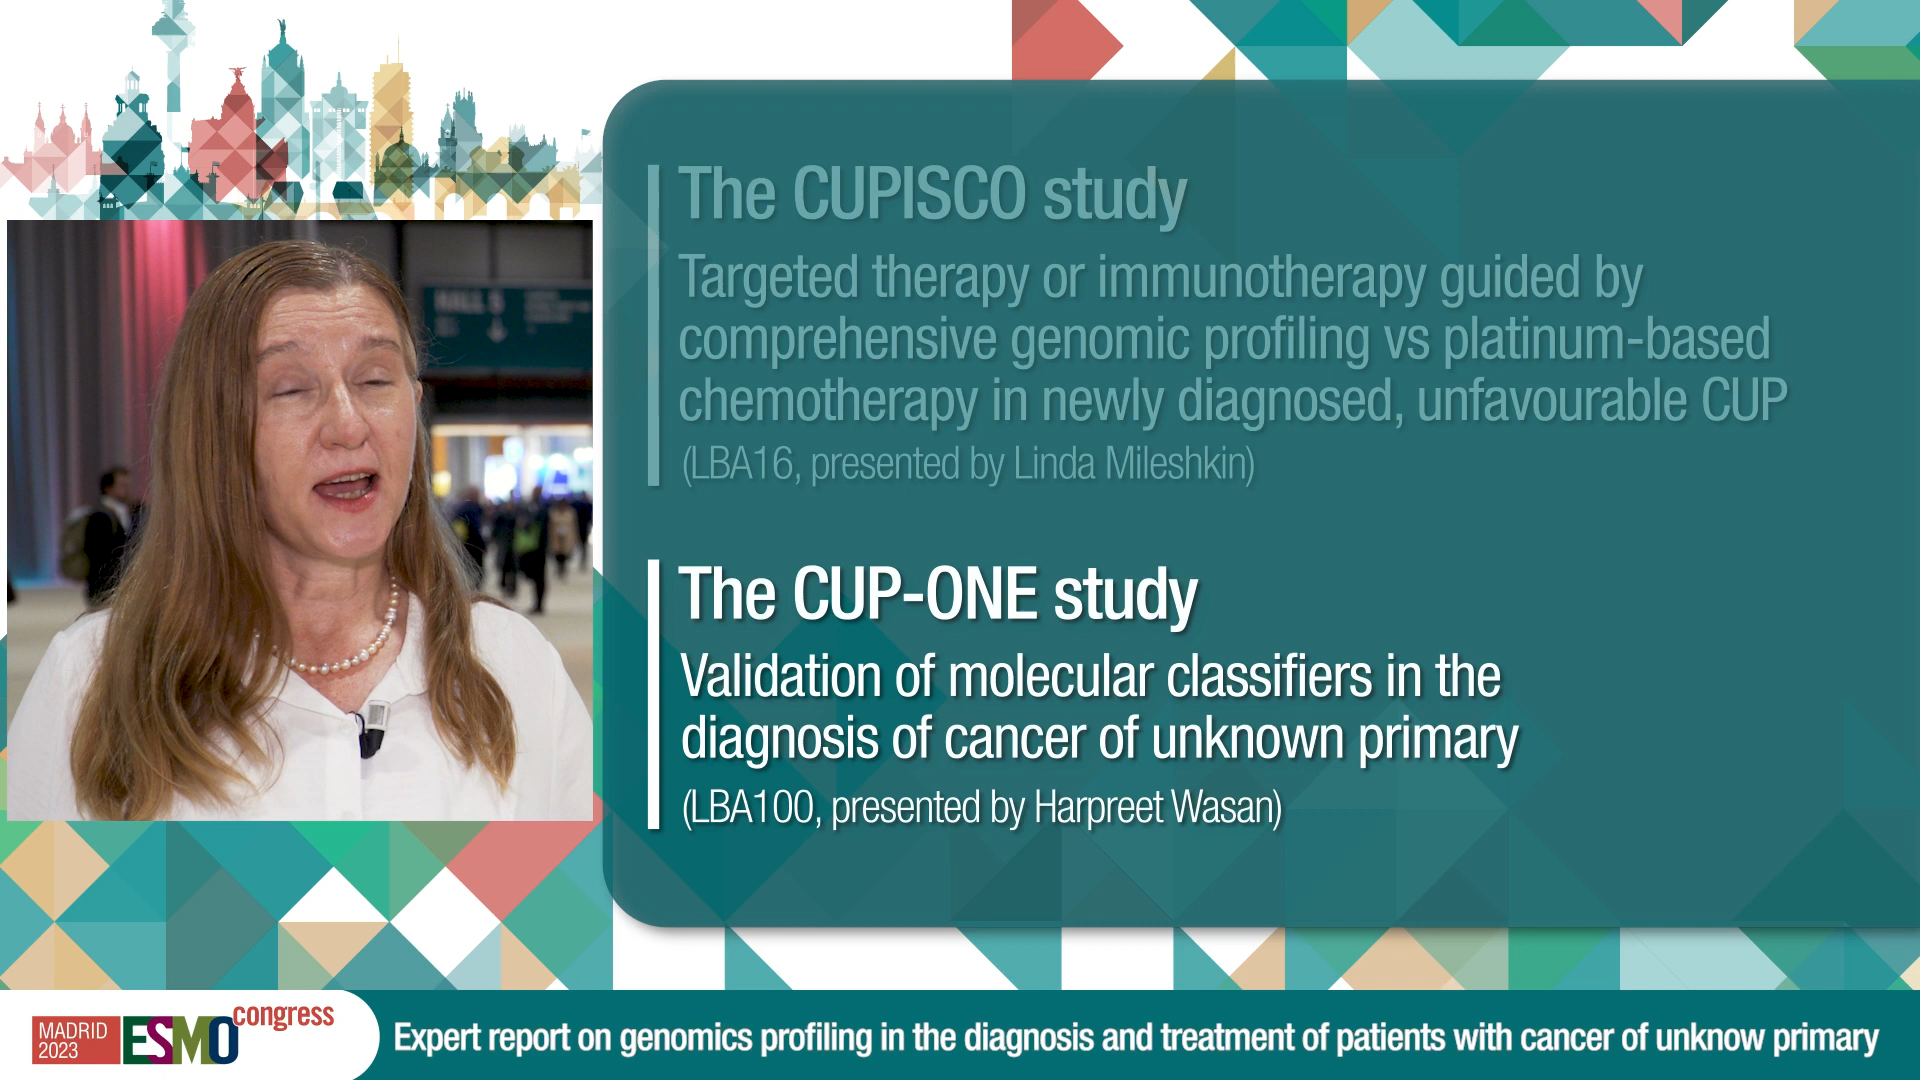 The CUPISCO study
Targeted therapy or immunotherapy guided by
comprehensive genomic profiling vs platinum-based
chemotherapy in newly diagnosed, unfavourable CUP
(LBA16, presented by Linda Mileshkin)
HALL 5
The CUP-ONE study
Validation of molecular classifiers in the
diagnosis of cancer of unknown primary
(LBA100, presented by Harpreet Wasan)
MADRID
2023
ESMO congress
Expert report on genomics profiling in the diagnosis and treatment of patients with cancer of unknow primary